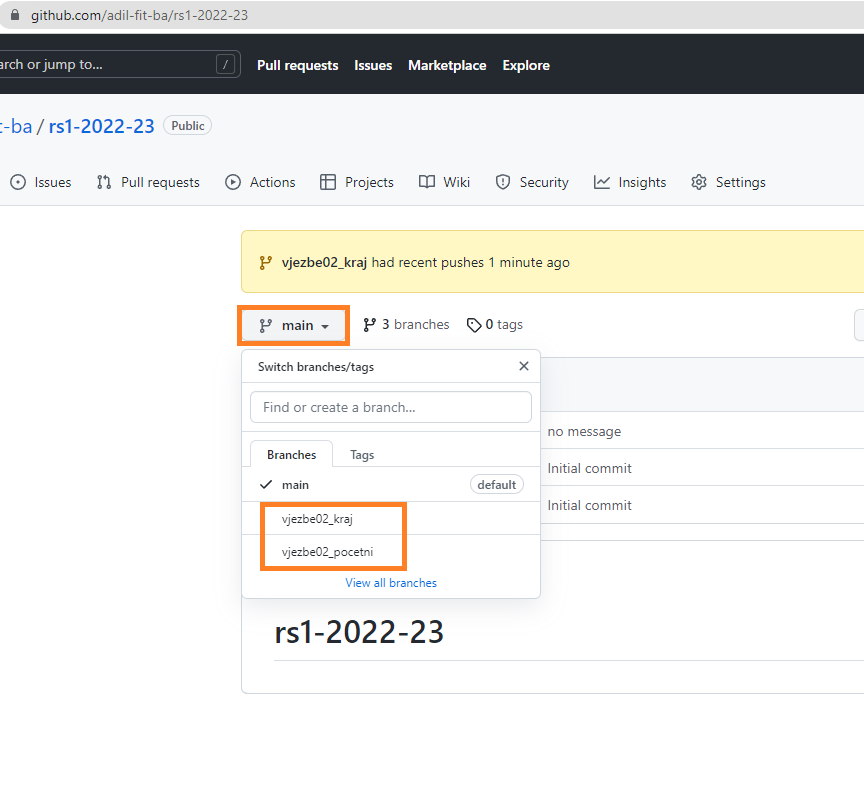 github.com/adil-fit-ba/rs1-2022-23
arch or jump to... / Pull requests Issues Marketplace Explore
t-ba / rs1-2022-23 Public
Issues Pull requests Actions Projects Wiki Security Insights Settings
vjezbe02_kraj had recent pushes 1 minute ago
main 3 branches 0 tags
Switch branches/tags
Find or create a branch...
no message
Branches Tags
Initial commit
main default
Initial commit
vjezbe02_kraj
vjezbe02_pocetni
View all branches
rs1-2022-23